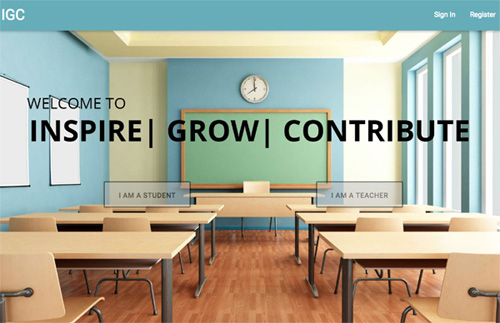 IGC
Sign In Register
WELCOME TO
INSPIRE| GROW| CONTRIBUTE
I AM A STUDENT
I AM A TEACHER